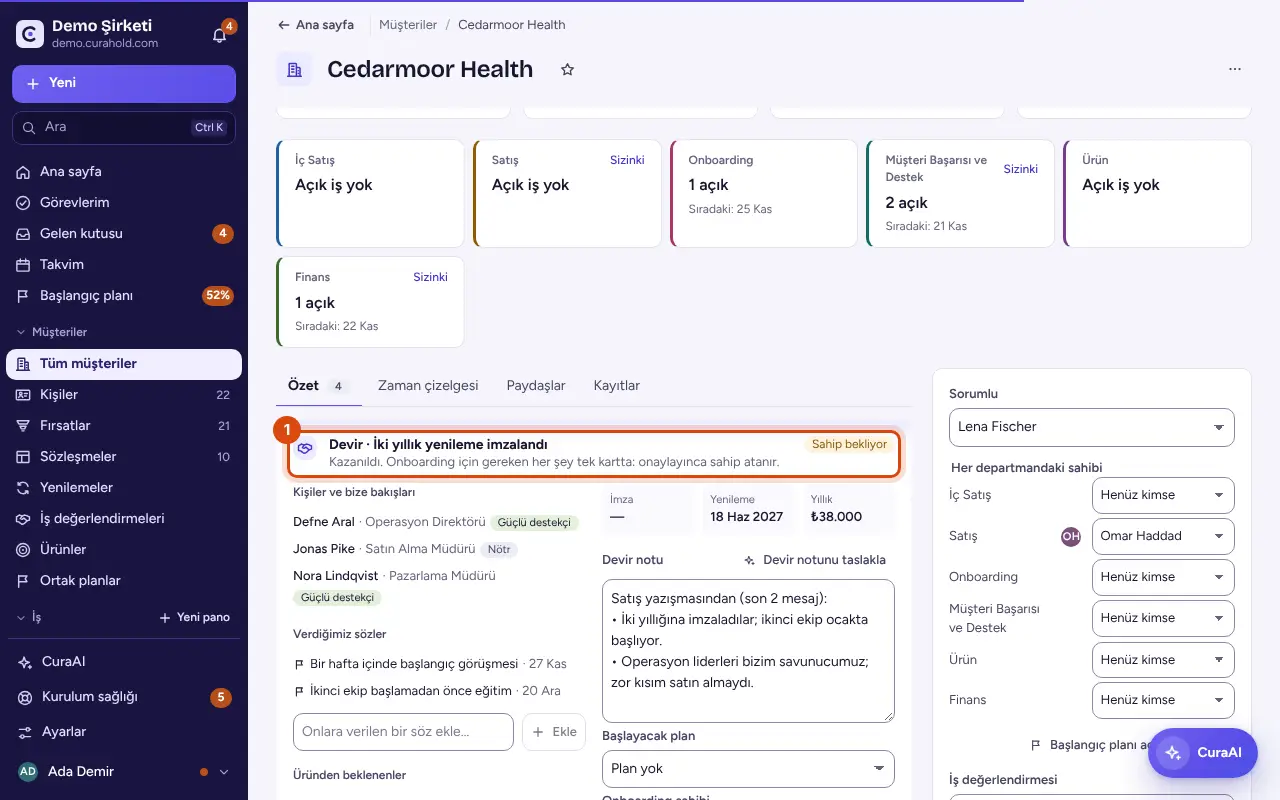 Demo Şirketi
demo.curahold.com
4
Yeni
Ara
Ctrl K
Ana sayfa
Görevlerim
Gelen kutusu
4
Takvim
Başlangıç planı
52%
Müşteriler
Tüm müşteriler
Kişiler
22
Fırsatlar
21
Sözleşmeler
10
Yenilemeler
İş değerlendirmeleri
Ürünler
Ortak planlar
İş
+ Yeni pano
CuraAI
Kurulum sağlığı
5
Ayarlar
AD
Ada Demir
← Ana sayfa
Müşteriler / Cedarmoor Health
Cedarmoor Health
İç Satış
Açık iş yok
Satış
Sizinki
Açık iş yok
Onboarding
1 açık
Sıradaki: 25 Kas
Müşteri Başarısı ve
Destek
Sizinki
2 açık
Sıradaki: 21 Kas
Ürün
Açık iş yok
Finans
Sizinki
1 açık
Sıradaki: 22 Kas
Özet 4
Zaman çizelgesi
Paydaşlar
Kayıtlar
1
Devir · İki yıllık yenileme imzalandı
Sahip bekliyor
Kazanıldı. Onboarding için gereken her şey tek kartta: onaylayınca sahip atanır.
Kişiler ve bize bakışları
Defne Aral · Operasyon Direktörü Güçlü destekçi
Jonas Pike · Satın Alma Müdürü Nötr
Nora Lindqvist · Pazarlama Müdürü
Güçlü destekçi
Verdiğimiz sözler
Bir hafta içinde başlangıç görüşmesi · 27 Kas
İkinci ekip başlamadan önce eğitim · 20 Ara
Onlara verilen bir söz ekle...
+ Ekle
Üründen beklenenler
İmza
—
Yenileme
18 Haz 2027
Yıllık
₺38.000
Devir notu
Devir notunu taslakla
Satış yazışmasından (son 2 mesaj):
• İki yıllığına imzaladılar; ikinci ekip ocakta
başlıyor.
• Operasyon liderleri bizim savunucumuz;
zor kısım satın almaydı.
Başlayacak plan
Plan yok
Onboarding sahibi
Sorumlu
Lena Fischer
Her departmandaki sahibi
İç Satış
Henüz kimse
Satış
OH
Omar Haddad
Onboarding
Henüz kimse
Müşteri Başarısı
ve Destek
Henüz kimse
Ürün
Henüz kimse
Finans
Henüz kimse
Başlangıç planı
CuraAI
İş değerlendirmesi